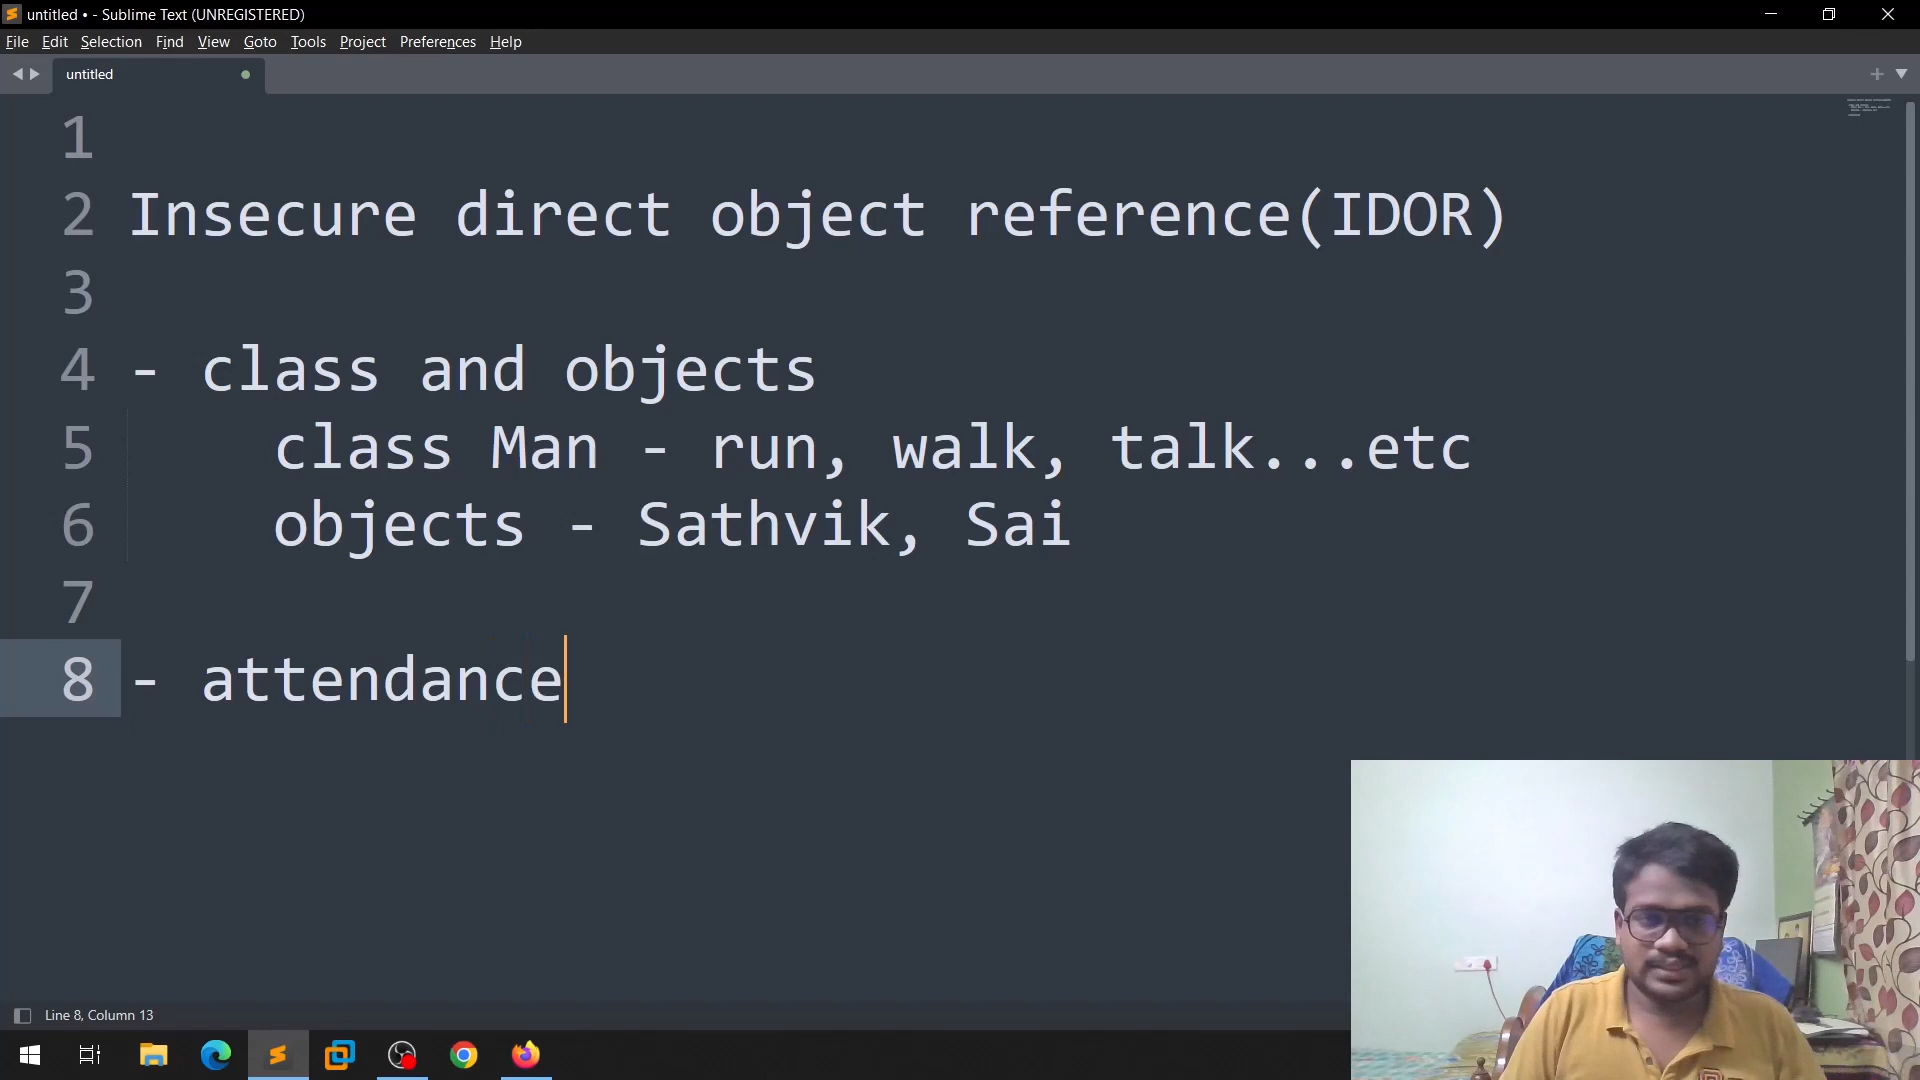 untitled • - Sublime Text (UNREGISTERED)
File Edit Selection Find View Goto Tools Project Preferences Help
untitled
1
2 Insecure direct object reference(IDOR)
3
4 - class and objects
5 class Man - run, walk, talk...etc
6 objects - Sathvik, Sai
7
8 - attendance
Line 8, Column 13